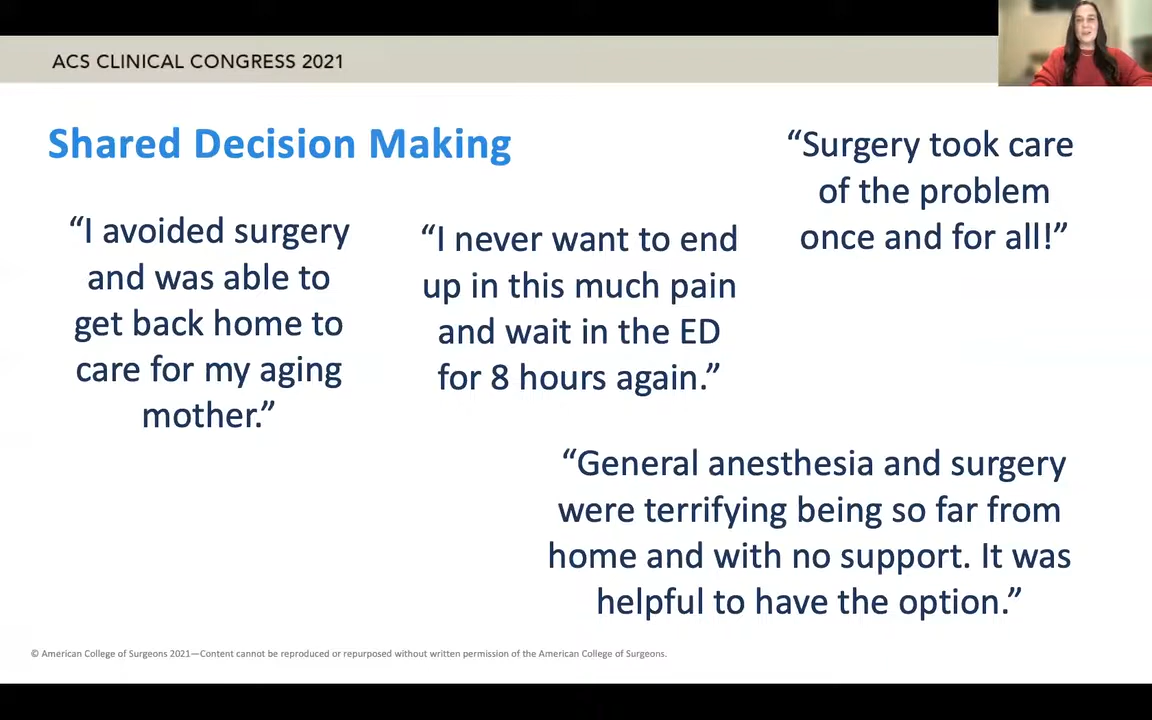 ACS CLINICAL CONGRESS 2021
Shared Decision Making
“I avoided surgery
and was able to
get back home to
care for my aging
mother.”
“I never want to end
up in this much pain
and wait in the ED
for 8 hours again.”
“Surgery took care
of the problem
once and for all!”
“General anesthesia and surgery
were terrifying being so far from
home and with no support. It was
helpful to have the option.”
© American College of Surgeons 2021—Content cannot be reproduced or repurposed without written permission of the American College of Surgeons.